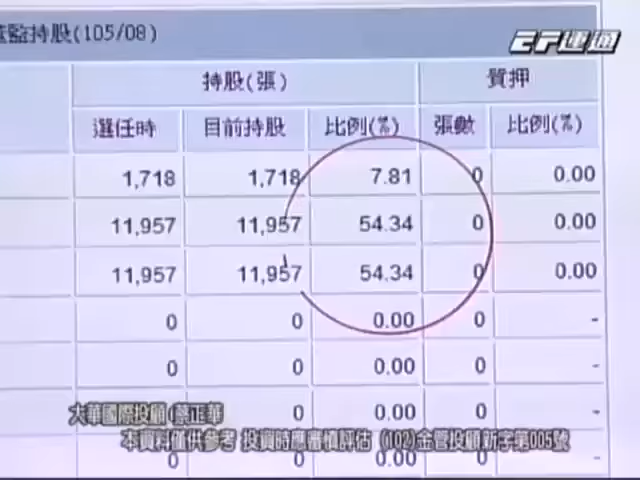 董監持股(105/08)
EF建通
持股(張) 質押
選任時 目前持股 比例(%) 張數 比例(%)
1,718 1,718 7.81 0 0.00
11,957 11,957 54.34 0 0.00
11,957 11,957 54.34 0 0.00
0 0 0.00 0 -
0 0 0.00 0 -
0 0 0.00 0 -
大華國際投顧
本資料僅供參考 投資時應審慎評估 (102)金管投顧新字第005號
0 0 0.00 0 -